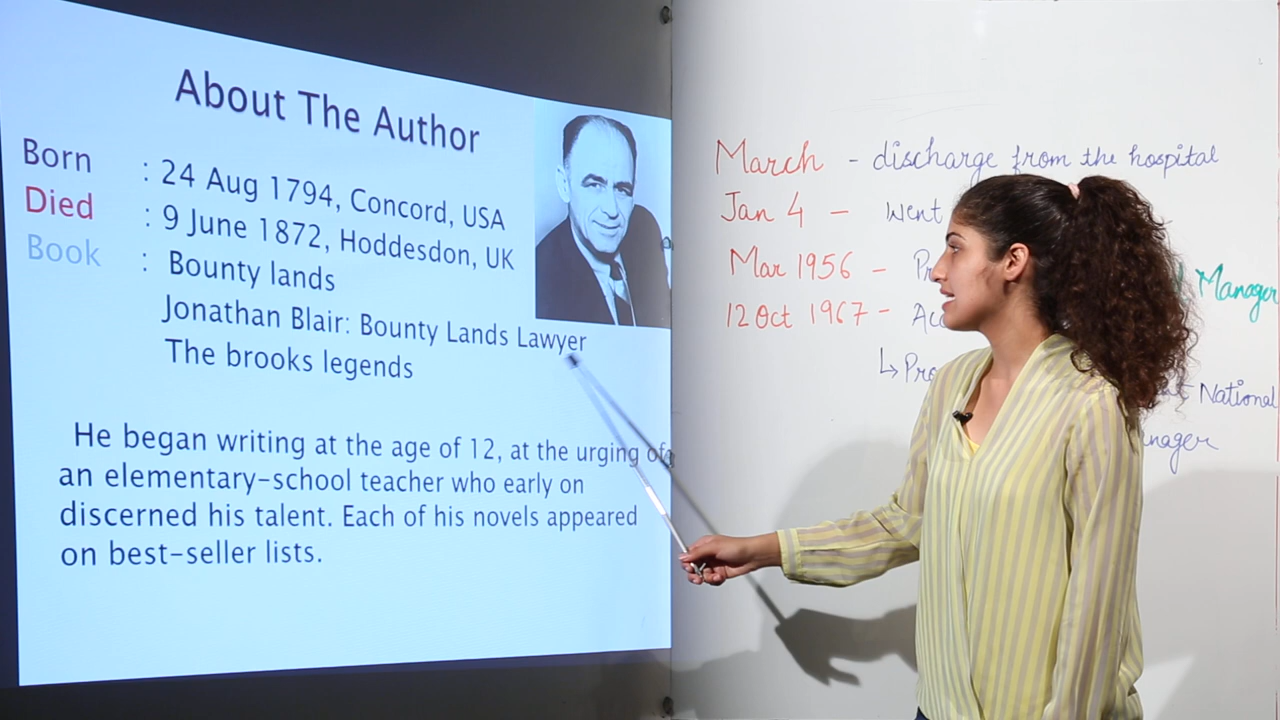 About The Author
Born : 24 Aug 1794, Concord, USA
Died : 9 June 1872, Hoddesdon, UK
Book : Bounty lands
Jonathan Blair: Bounty Lands Lawyer
The brooks legends
He began writing at the age of 12, at the urging of
an elementary-school teacher who early on
discerned his talent. Each of his novels appeared
on best-seller lists.
March - discharge from the hospital
Jan 4 - Went
Mar 1956 - Manager
12 Oct 1967 -
↳ National